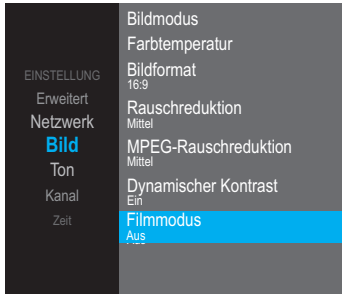 EINSTELLUNG
Erweitert
Netzwerk
Bild
Ton
Kanal
Zeit
Bildmodus
Farbtemperatur
Bildformat
16:9
Rauschreduktion
Mittel
MPEG-Rauschreduktion
Mittel
Dynamischer Kontrast
Ein
Filmmodus
Aus